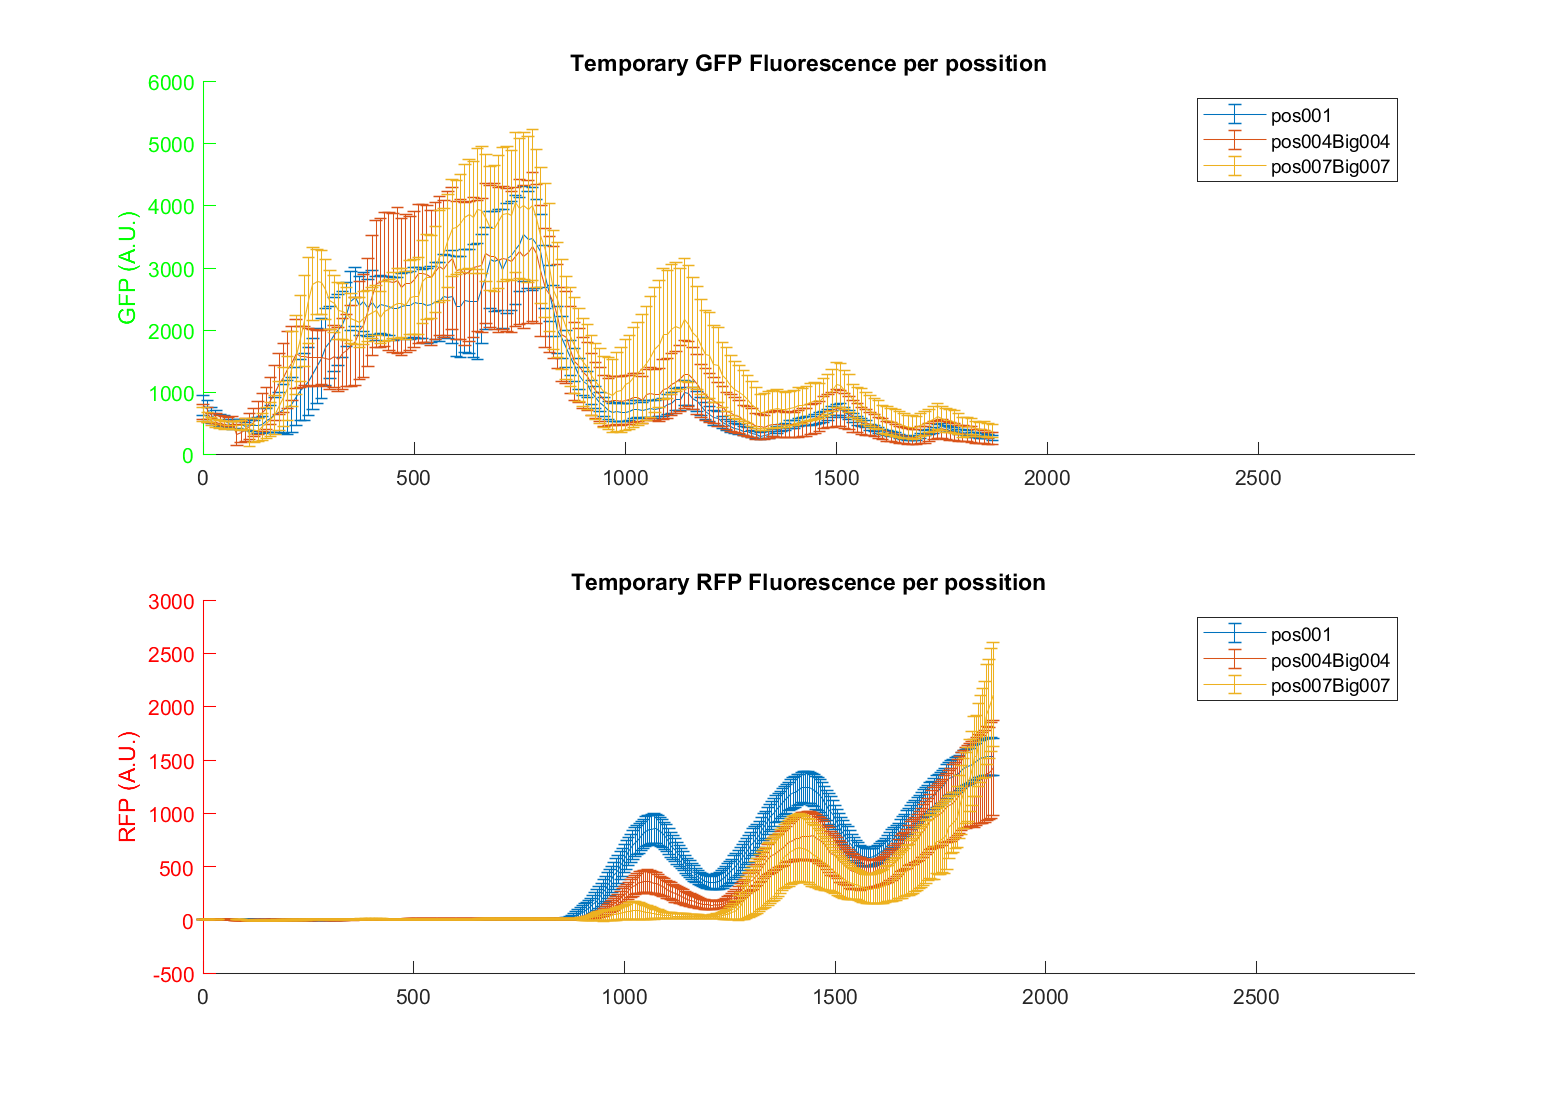 Temporary GFP Fluorescence per possition
GFP (A.U.)
6000
5000
4000
3000
2000
1000
0
0 500 1000 1500 2000 2500
pos001
pos004Big004
pos007Big007
Temporary RFP Fluorescence per possition
RFP (A.U.)
3000
2500
2000
1500
1000
500
0
-500
0 500 1000 1500 2000 2500
pos001
pos004Big004
pos007Big007